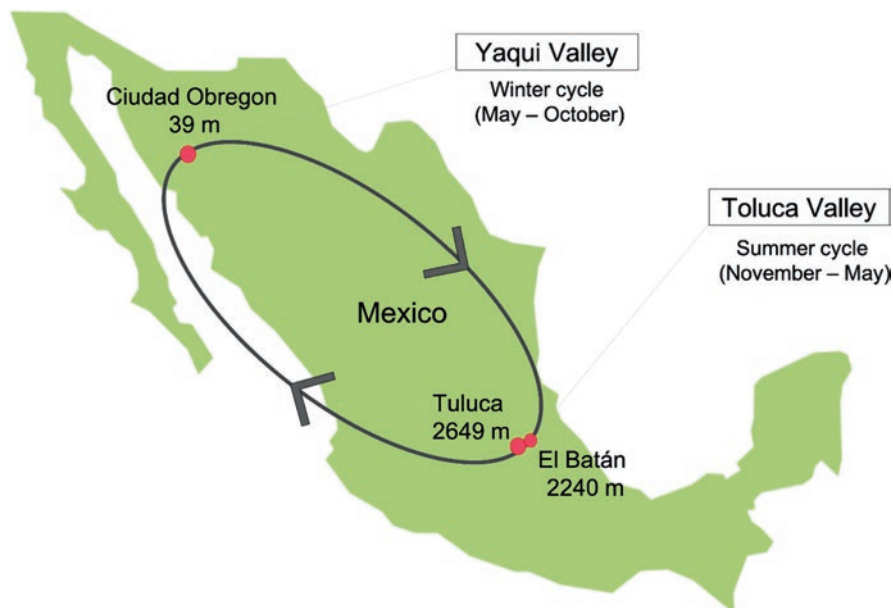 Yaqui Valley
Winter cycle
(May – October)
Ciudad Obregon
39 m
Toluca Valley
Summer cycle
(November – May)
Mexico
Tuluca
2649 m
El Batán
2240 m